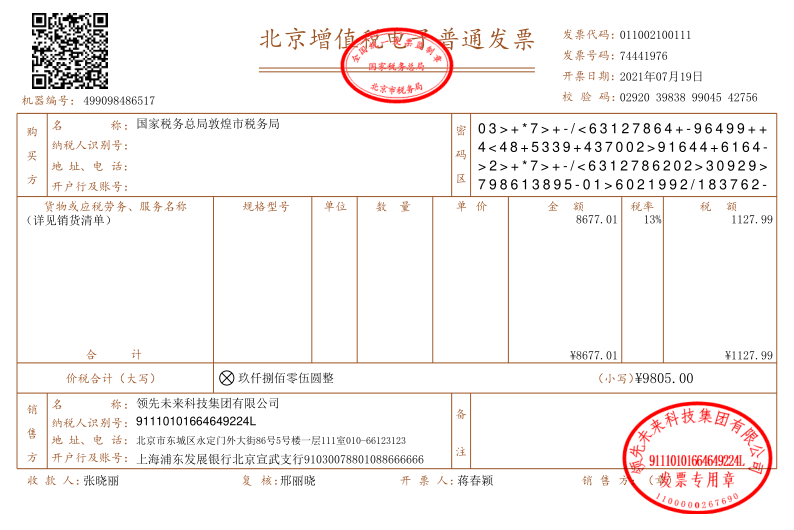 北京增值税电子普通发票
全国统一发票监制章
国家税务总局
北京市税务局
发票代码: 011002100111
发票号码: 74441976
开票日期: 2021年07月19日
校 验 码: 02920 39838 99045 42756
机器编号: 499098486517
购买方
名 称: 国家税务总局敦煌市税务局
纳税人识别号:
地 址、电 话:
开户行及账号:
密码区
03>+*7>+-/<63127864+-96499++
4<48+5339+437002>91644+6164-
>2>+*7>+-/<6312786202>30929>
798613895-01>6021992/183762-
货物或应税劳务、服务名称 规格型号 单位 数 量 单 价 金 额 税率 税 额
(详见销货清单) 8677.01 13% 1127.99
合 计 ¥8677.01 ¥1127.99
价税合计（大写） ⊗玖仟捌佰零伍圆整 (小写)¥9805.00
销售方
名 称: 领先未来科技集团有限公司
纳税人识别号: 91110101664649224L
地 址、电 话: 北京市东城区永定门外大街86号5号楼一层111室010-66123123
开户行及账号: 上海浦东发展银行北京宣武支行91030078801088666666
备注
收 款 人: 张晓丽 复 核: 邢丽晓 开 票 人: 蒋春颖 销 售 方: (章)
领先未来科技集团有限公司
91110101664649224L
发票专用章
1100000267690